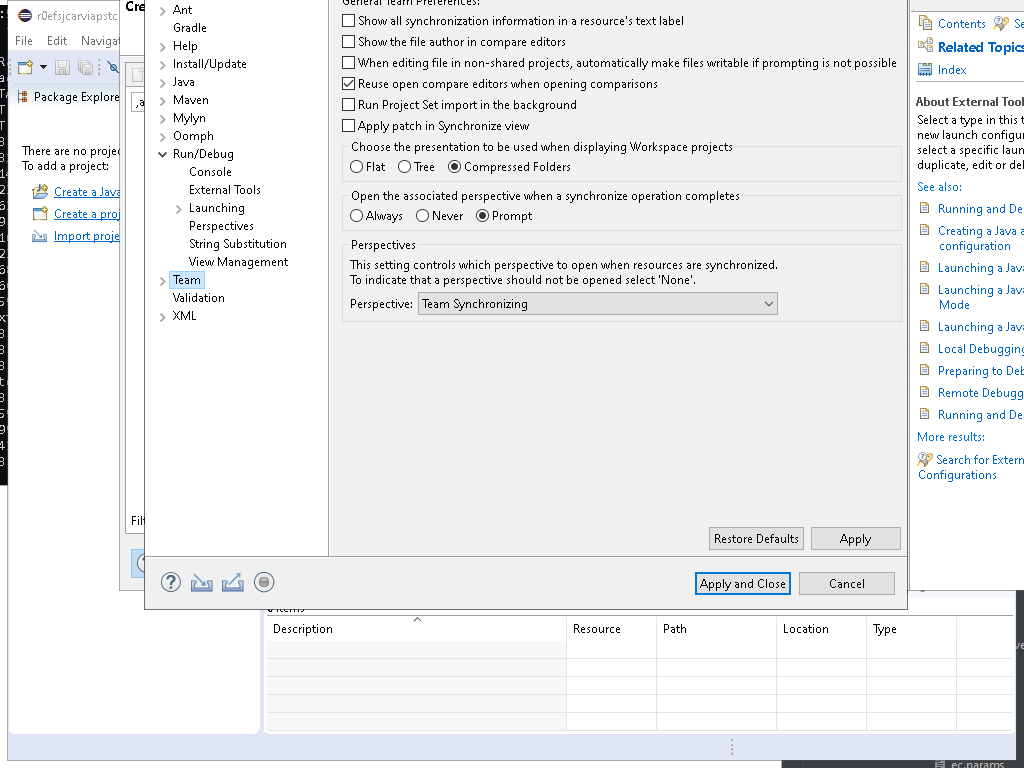 r0efsjcarviapstc
File Edit Navigat
Package Explore
There are no projec
To add a project:
Create a Java
Create a proj
Import proje
Cre
,a
Filt
Ant
Gradle
Help
Install/Update
Java
Maven
Mylyn
Oomph
Run/Debug
Console
External Tools
Launching
Perspectives
String Substitution
View Management
Team
Validation
XML
General Team Preferences:
Show all synchronization information in a resource's text label
Show the file author in compare editors
When editing file in non-shared projects, automatically make files writable if prompting is not possible
Reuse open compare editors when opening comparisons
Run Project Set import in the background
Apply patch in Synchronize view
Choose the presentation to be used when displaying Workspace projects
Flat Tree Compressed Folders
Open the associated perspective when a synchronize operation completes
Always Never Prompt
Perspectives
This setting controls which perspective to open when resources are synchronized.
To indicate that a perspective should not be opened select 'None'.
Perspective: Team Synchronizing
Restore Defaults Apply
Apply and Close Cancel
Contents Se
Related Topics
Index
About External Tool
Select a type in this t
new launch configur
select a specific laun
duplicate, edit or del
See also:
Running and De
Creating a Java a
configuration
Launching a Java
Launching a Java
Mode
Launching a Java
Local Debugging
Preparing to Deb
Remote Debugg
Running and De
More results:
Search for Extern
Configurations
0 items
Description Resource Path Location Type
ec.params